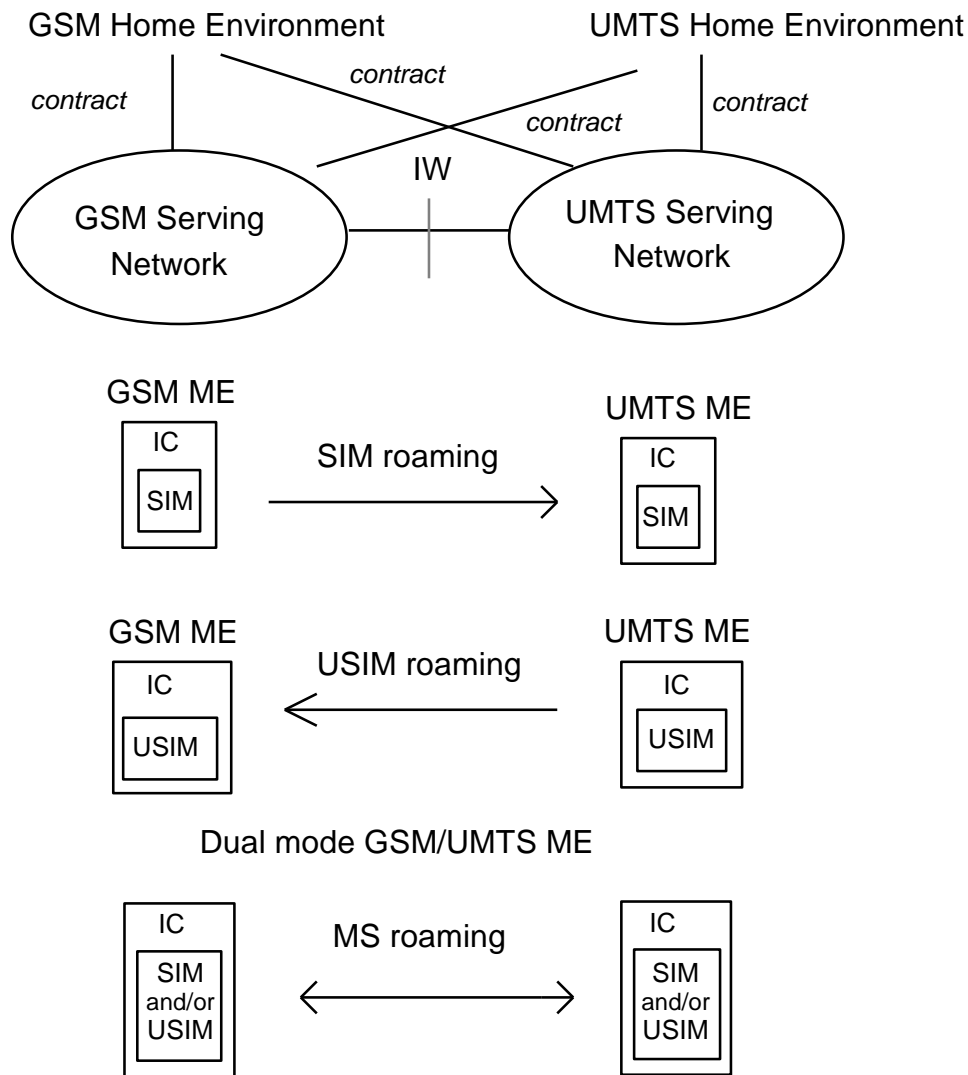 GSM Home Environment
UMTS Home Environment
contract
contract
contract
contract
IW
GSM Serving
Network
UMTS Serving
Network
GSM ME
UMTS ME
IC
SIM
SIM roaming
IC
SIM
GSM ME
UMTS ME
IC
USIM
USIM roaming
IC
USIM
Dual mode GSM/UMTS ME
IC
SIM
and/or
USIM
MS roaming
IC
SIM
and/or
USIM